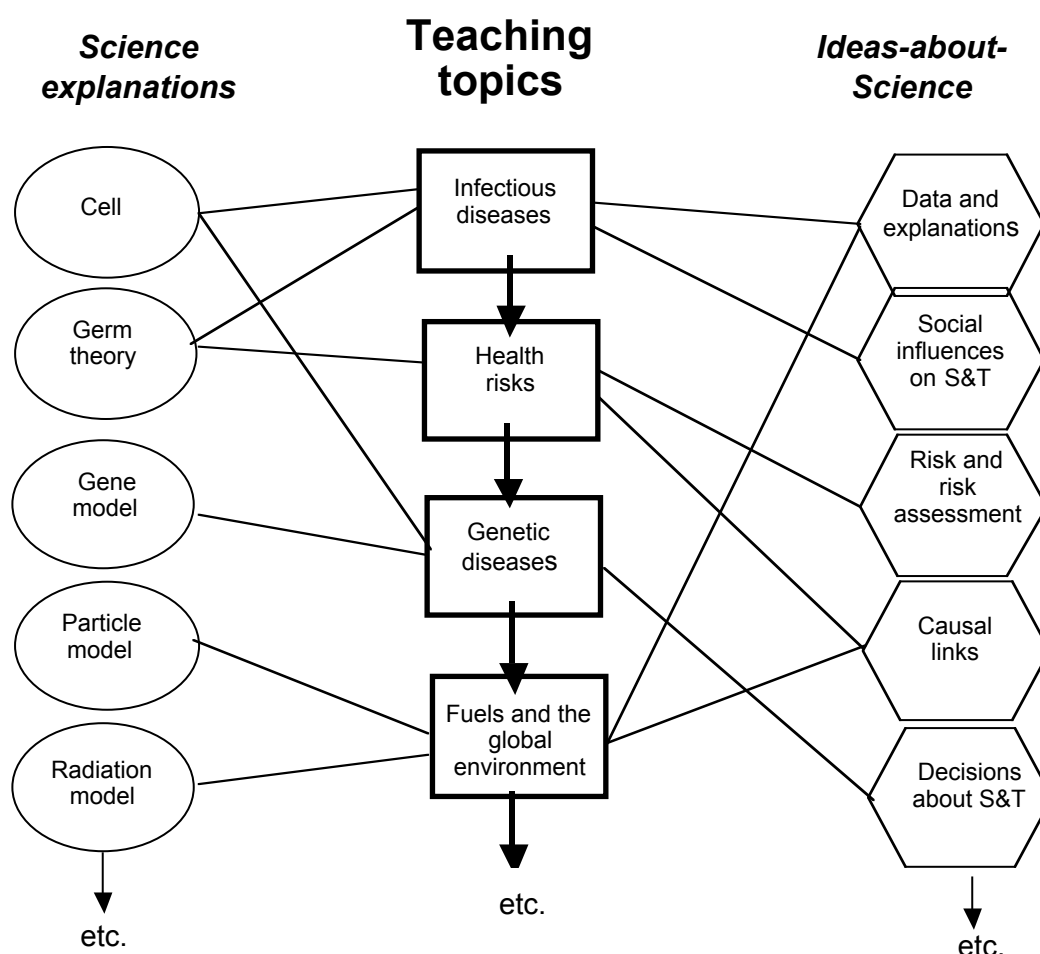 Science
explanations
Teaching
topics
Ideas-about-
Science
Cell
Germ
theory
Gene
model
Particle
model
Radiation
model
etc.
Infectious
diseases
Health
risks
Genetic
diseases
Fuels and the
global
environment
etc.
Data and
explanations
Social
influences
on S&T
Risk and
risk
assessment
Causal
links
Decisions
about S&T
etc.